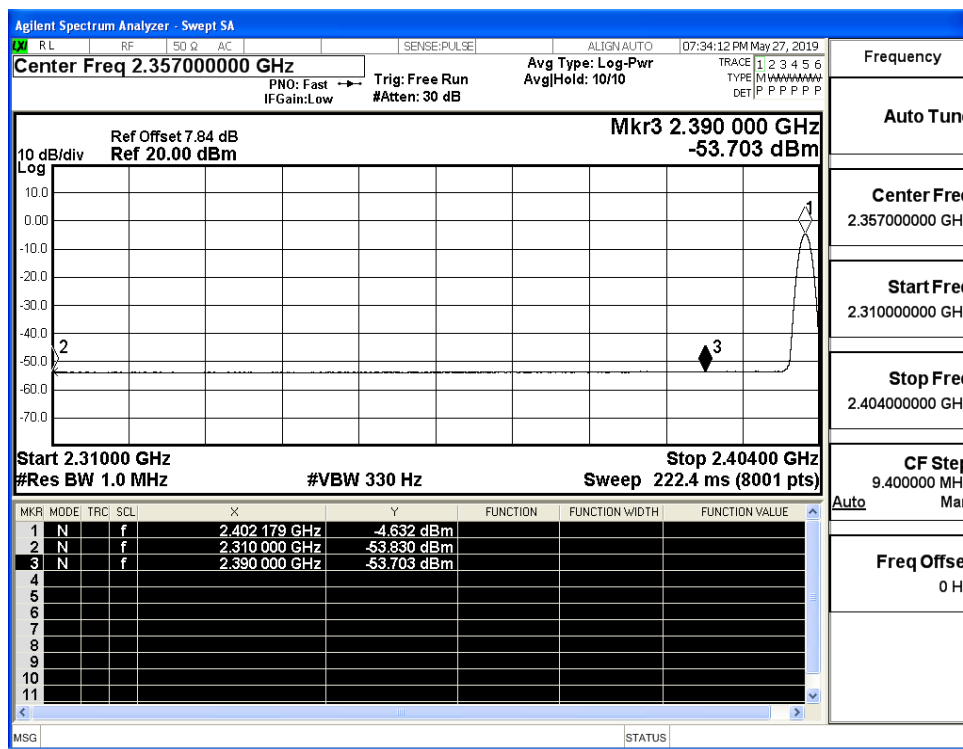 Agilent Spectrum Analyzer - Swept SA
LXI RL RF 50 Ω AC SENSE:PULSE ALIGN AUTO 07:34:12 PM May 27, 2019
Center Freq 2.357000000 GHz
PNO: Fast
IFGain:Low
Trig: Free Run
#Atten: 30 dB
Avg Type: Log-Pwr
Avg|Hold: 10/10
TRACE 1 2 3 4 5 6
TYPE M W W W W W
DET P P P P P P
Mkr3 2.390 000 GHz
-53.703 dBm
Ref Offset 7.84 dB
Ref 20.00 dBm
10 dB/div
Log
10.0
0.00
-10.0
-20.0
-30.0
-40.0
-50.0
-60.0
-70.0
1
2
3
Start 2.31000 GHz Stop 2.40400 GHz
#Res BW 1.0 MHz #VBW 330 Hz Sweep 222.4 ms (8001 pts)
MKR MODE TRC SCL X Y FUNCTION FUNCTION WIDTH FUNCTION VALUE
1 N f 2.402 179 GHz -4.632 dBm
2 N f 2.310 000 GHz -53.830 dBm
3 N f 2.390 000 GHz -53.703 dBm
4
5
6
7
8
9
10
11
MSG STATUS
Frequency
Auto Tun
Center Fre
2.357000000 GH
Start Fre
2.310000000 GH
Stop Fre
2.404000000 GH
CF Step
9.400000 MH
Auto Ma
Freq Offse
0 H